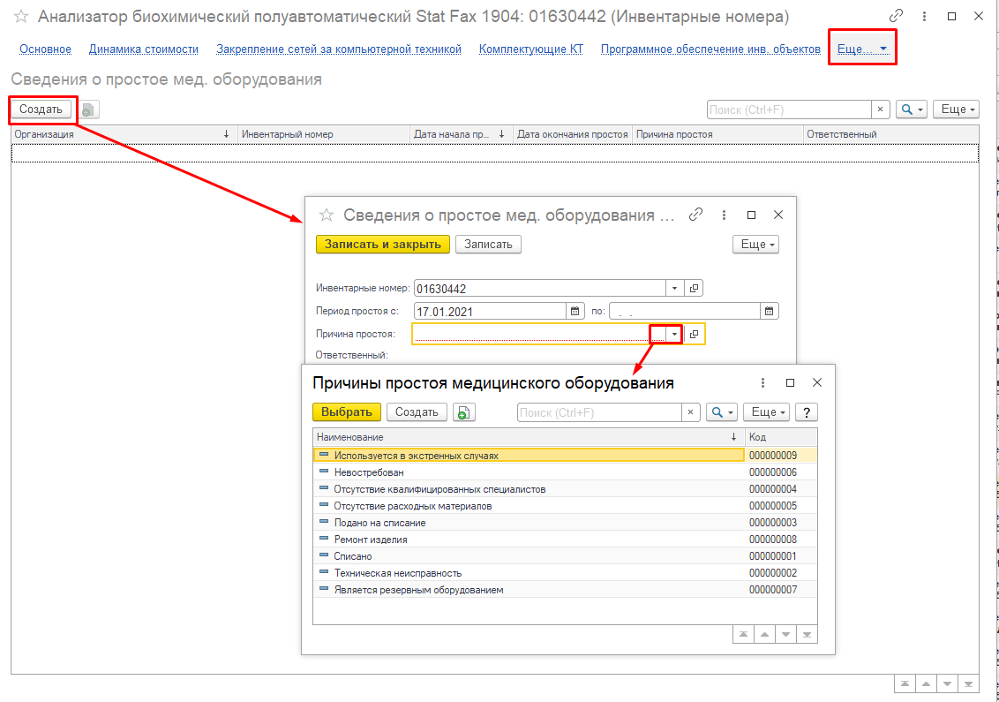 Анализатор биохимический полуавтоматический Stat Fax 1904: 01630442 (Инвентарные номера)
Основное Динамика стоимости Закрепление сетей за компьютерной техникой Комплектующие КТ Программное обеспечение инв. объектов Еще...
Сведения о простое мед. оборудования
Создать Поиск (Ctrl+F) × Еще
Организация ↓ Инвентарный номер Дата начала пр... ↓ Дата окончания простоя Причина простоя Ответственный
Сведения о простое мед. оборудования ...
Записать и закрыть Записать Еще
Инвентарные номер: 01630442
Период простоя с: 17.01.2021 по: . .
Причина простоя:
Ответственный:
Причины простоя медицинского оборудования
Выбрать Создать Поиск (Ctrl+F) × Еще ?
Наименование ↓ Код
Используется в экстренных случаях 000000009
Невостребован 000000006
Отсутствие квалифицированных специалистов 000000004
Отсутствие расходных материалов 000000005
Подано на списание 000000003
Ремонт изделия 000000008
Списано 000000001
Техническая неисправность 000000002
Является резервным оборудованием 000000007